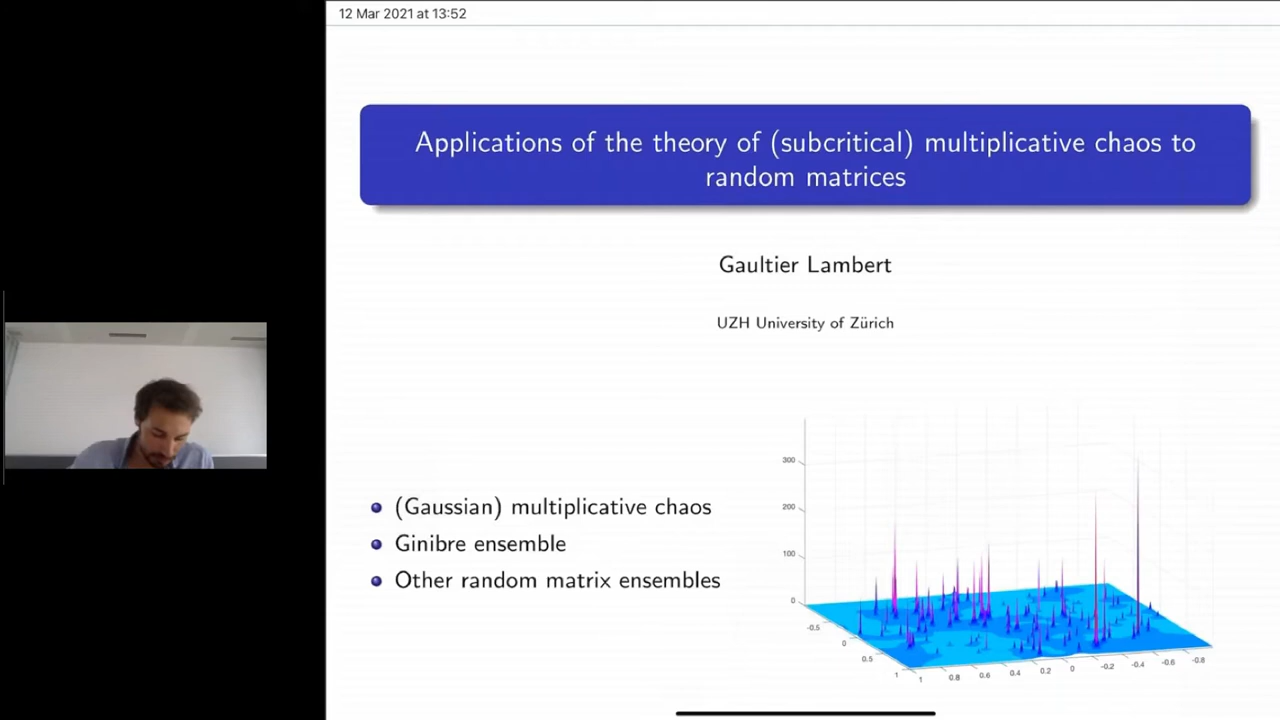 12 Mar 2021 at 13:52
Applications of the theory of (subcritical) multiplicative chaos to
random matrices
Gaultier Lambert
UZH University of Zürich
(Gaussian) multiplicative chaos
Ginibre ensemble
Other random matrix ensembles
300
200
100
0
-0.5
0
0.5
1
1
0.8
0.6
0.4
0.2
0
-0.2
-0.4
-0.6
-0.8